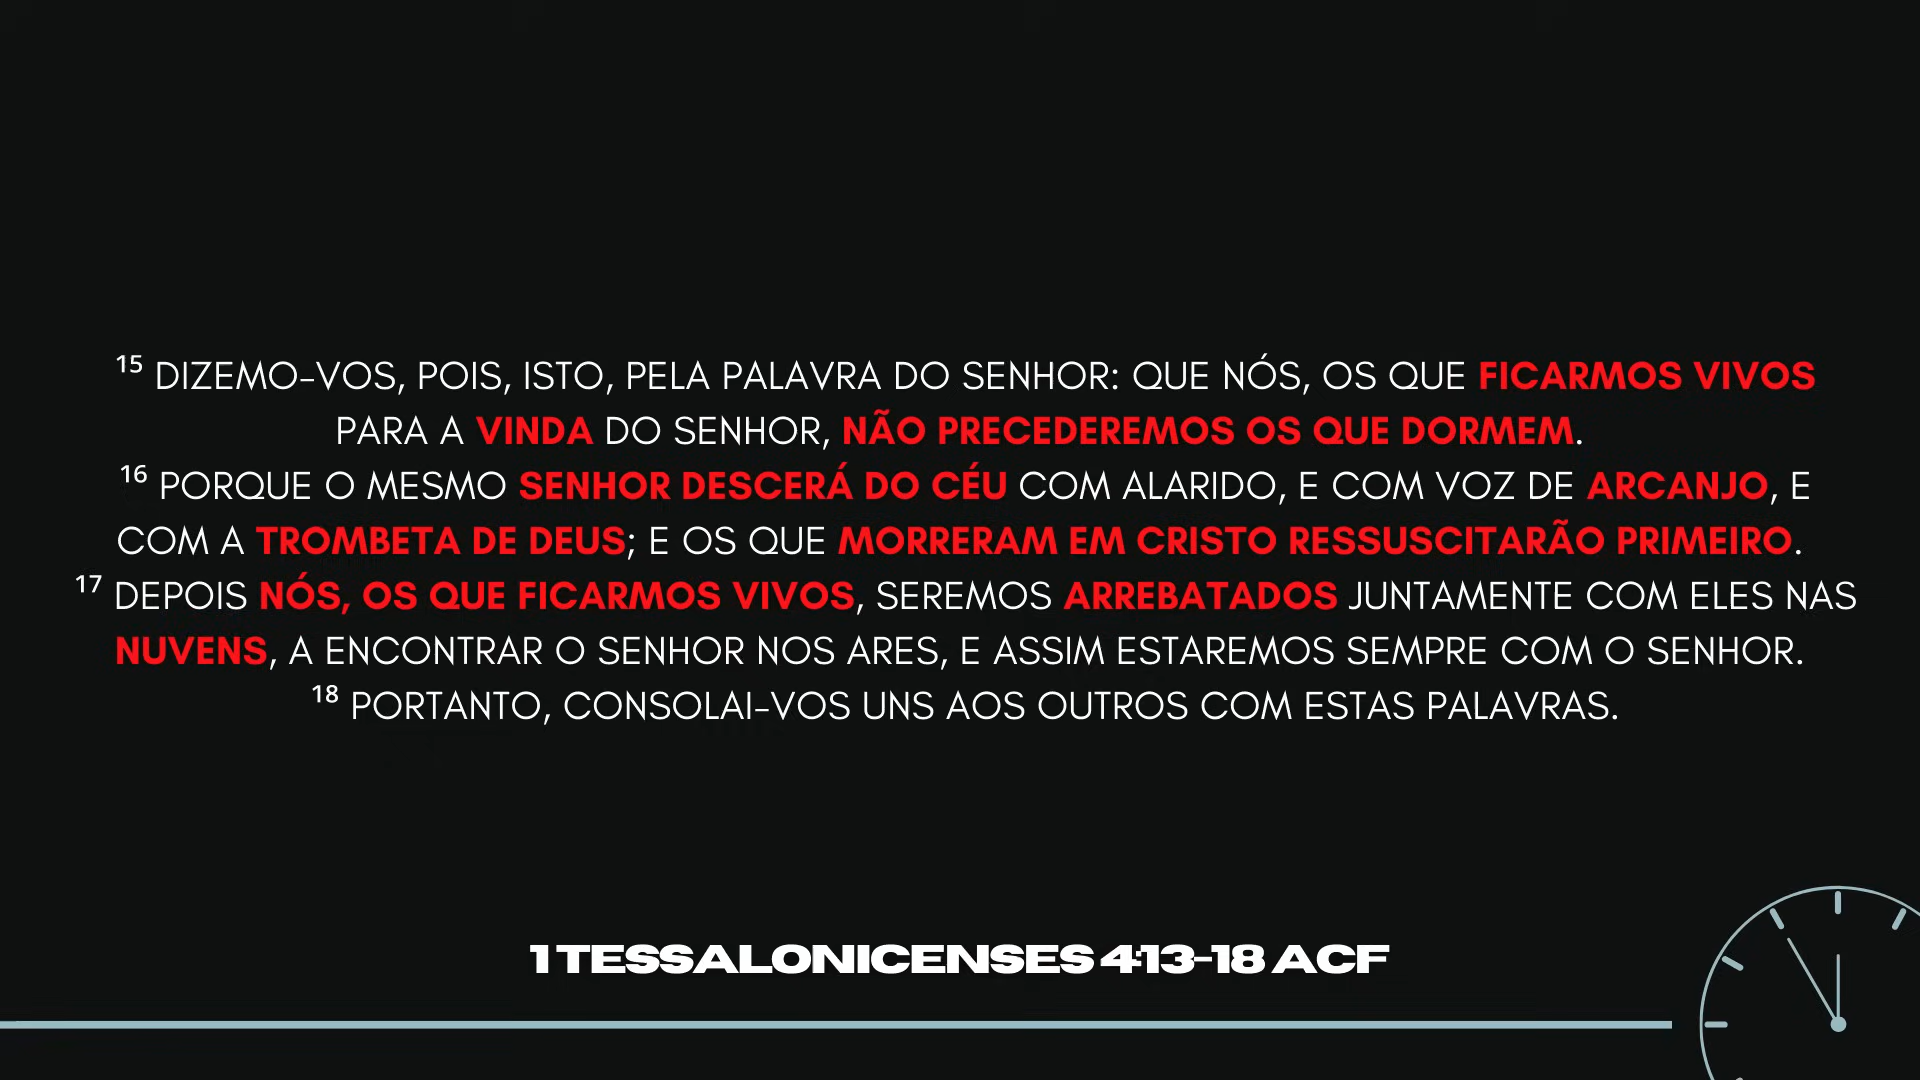 ¹⁵ DIZEMO-VOS, POIS, ISTO, PELA PALAVRA DO SENHOR: QUE NÓS, OS QUE FICARMOS VIVOS
PARA A VINDA DO SENHOR, NÃO PRECEDEREMOS OS QUE DORMEM.
¹⁶ PORQUE O MESMO SENHOR DESCERÁ DO CÉU COM ALARIDO, E COM VOZ DE ARCANJO, E
COM A TROMBETA DE DEUS; E OS QUE MORRERAM EM CRISTO RESSUSCITARÃO PRIMEIRO.
¹⁷ DEPOIS NÓS, OS QUE FICARMOS VIVOS, SEREMOS ARREBATADOS JUNTAMENTE COM ELES NAS
NUVENS, A ENCONTRAR O SENHOR NOS ARES, E ASSIM ESTAREMOS SEMPRE COM O SENHOR.
¹⁸ PORTANTO, CONSOLAI-VOS UNS AOS OUTROS COM ESTAS PALAVRAS.
1 TESSALONICENSES 4:13-18 ACF